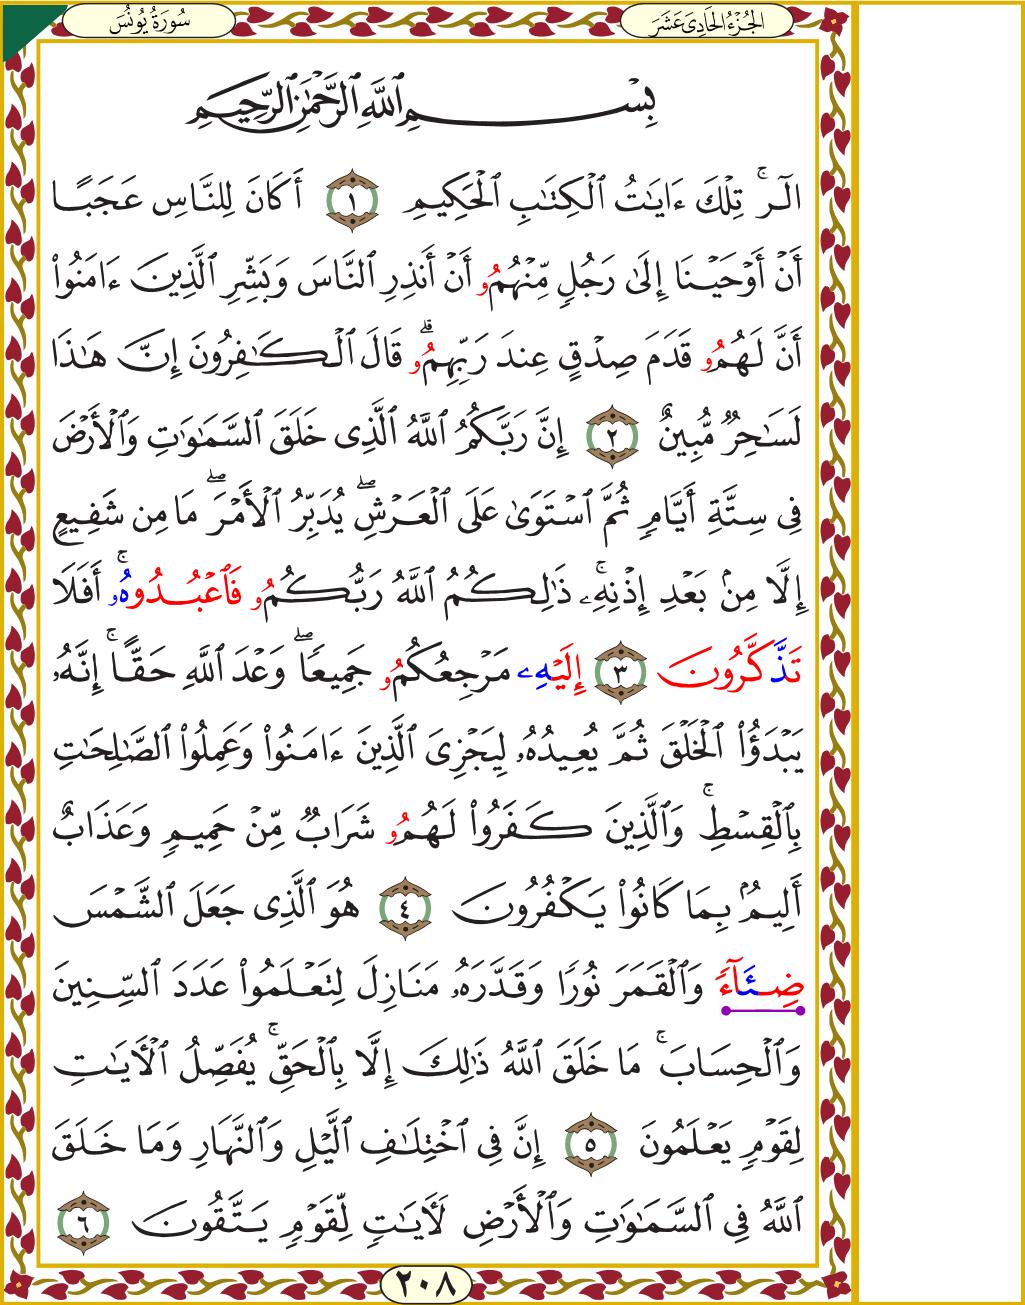 سُورَةُ يُونُسَ
الجُزْءُ الحَادِي عَشَرَ
بِسْمِ ٱللَّهِ ٱلرَّحْمَٰنِ ٱلرَّحِيمِ
الٓرۚ تِلْكَ ءَايَٰتُ ٱلْكِتَٰبِ ٱلْحَكِيمِ ١ أَكَانَ لِلنَّاسِ عَجَبًا
أَنْ أَوْحَيْنَا إِلَىٰ رَجُلٍ مِّنْهُمُۥ أَنْ أَنذِرِ ٱلنَّاسَ وَبَشِّرِ ٱلَّذِينَ ءَامَنُواْ
أَنَّ لَهُمُۥ قَدَمَ صِدْقٍ عِندَ رَبِّهِمُۥۗ قَالَ ٱلْكَٰفِرُونَ إِنَّ هَٰذَا
لَسَٰحِرٌ مُّبِينٌ ٢ إِنَّ رَبَّكُمُ ٱللَّهُ ٱلَّذِى خَلَقَ ٱلسَّمَٰوَٰتِ وَٱلْأَرْضَ
فِى سِتَّةِ أَيَّامٍ ثُمَّ ٱسْتَوَىٰ عَلَى ٱلْعَرْشِۖ يُدَبِّرُ ٱلْأَمْرَۖ مَا مِن شَفِيعٍ
إِلَّا مِنۢ بَعْدِ إِذْنِهِۦۚ ذَٰلِكُمُ ٱللَّهُ رَبُّكُمُۥ فَٱعْبُدُوهُۥۚ أَفَلَا
تَذَّكَّرُونَ ٣ إِلَيْهِۦ مَرْجِعُكُمُۥ جَمِيعًاۖ وَعْدَ ٱللَّهِ حَقًّاۚ إِنَّهُۥ
يَبْدَؤُاْ ٱلْخَلْقَ ثُمَّ يُعِيدُهُۥ لِيَجْزِىَ ٱلَّذِينَ ءَامَنُواْ وَعَمِلُواْ ٱلصَّٰلِحَٰتِ
بِٱلْقِسْطِۚ وَٱلَّذِينَ كَفَرُواْ لَهُمُۥ شَرَابٌ مِّنْ حَمِيمٍ وَعَذَابٌ
أَلِيمٌۢ بِمَا كَانُواْ يَكْفُرُونَ ٤ هُوَ ٱلَّذِى جَعَلَ ٱلشَّمْسَ
ضِئَآءً وَٱلْقَمَرَ نُورًا وَقَدَّرَهُۥ مَنَازِلَ لِتَعْلَمُواْ عَدَدَ ٱلسِّنِينَ
وَٱلْحِسَابَۚ مَا خَلَقَ ٱللَّهُ ذَٰلِكَ إِلَّا بِٱلْحَقِّۚ يُفَصِّلُ ٱلْأَيَٰتِ
لِقَوْمٍ يَعْلَمُونَ ٥ إِنَّ فِى ٱخْتِلَٰفِ ٱلَّيْلِ وَٱلنَّهَارِ وَمَا خَلَقَ
ٱللَّهُ فِى ٱلسَّمَٰوَٰتِ وَٱلْأَرْضِ لَأَيَٰتٍ لِّقَوْمٍ يَتَّقُونَ ٦
٢٠٨